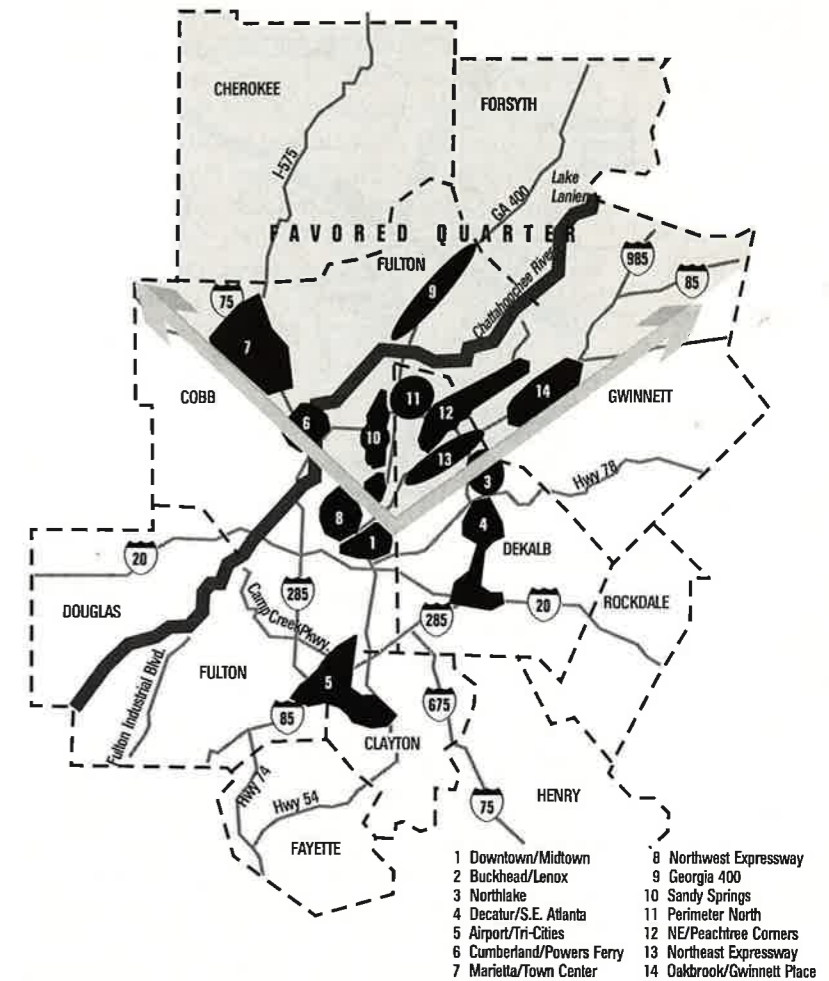 CHEROKEE
FORSYTH
I-575
Lake
Lanier
GA 400
FAVORED QUARTER
FULTON
985
9
Chattahoochee River
85
75
7
COBB
11
14
GWINNETT
6
12
10
13
3
Hwy 78
8
4
1
DEKALB
20
285
Camp Creek Pkwy.
DOUGLAS
285
20
ROCKDALE
FULTON
5
Fulton Industrial Blvd.
85
675
CLAYTON
Hwy 74
Hwy 54
75
HENRY
FAYETTE
1 Downtown/Midtown
2 Buckhead/Lenox
3 Northlake
4 Decatur/S.E. Atlanta
5 Airport/Tri-Cities
6 Cumberland/Powers Ferry
7 Marietta/Town Center
8 Northwest Expressway
9 Georgia 400
10 Sandy Springs
11 Perimeter North
12 NE/Peachtree Corners
13 Northeast Expressway
14 Oakbrook/Gwinnett Place